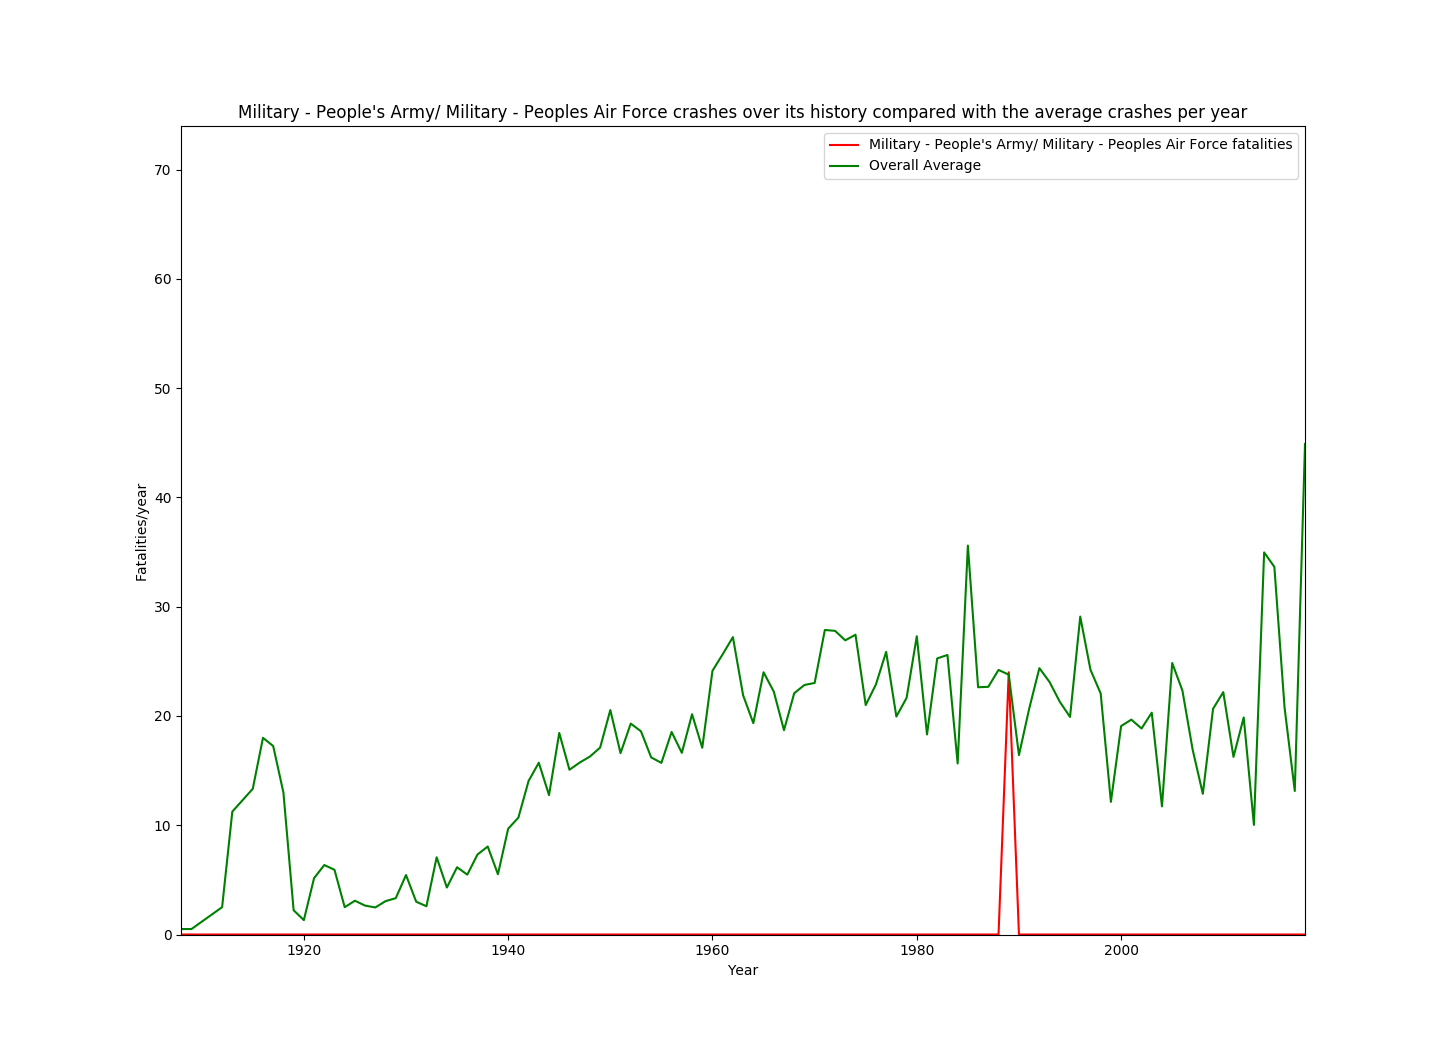 Military - People's Army/ Military - Peoples Air Force crashes over its history compared with the average crashes per year
Military - People's Army/ Military - Peoples Air Force fatalities
Overall Average
70
60
50
40
30
20
10
0
Fatalities/year
1920
1940
1960
1980
2000
Year